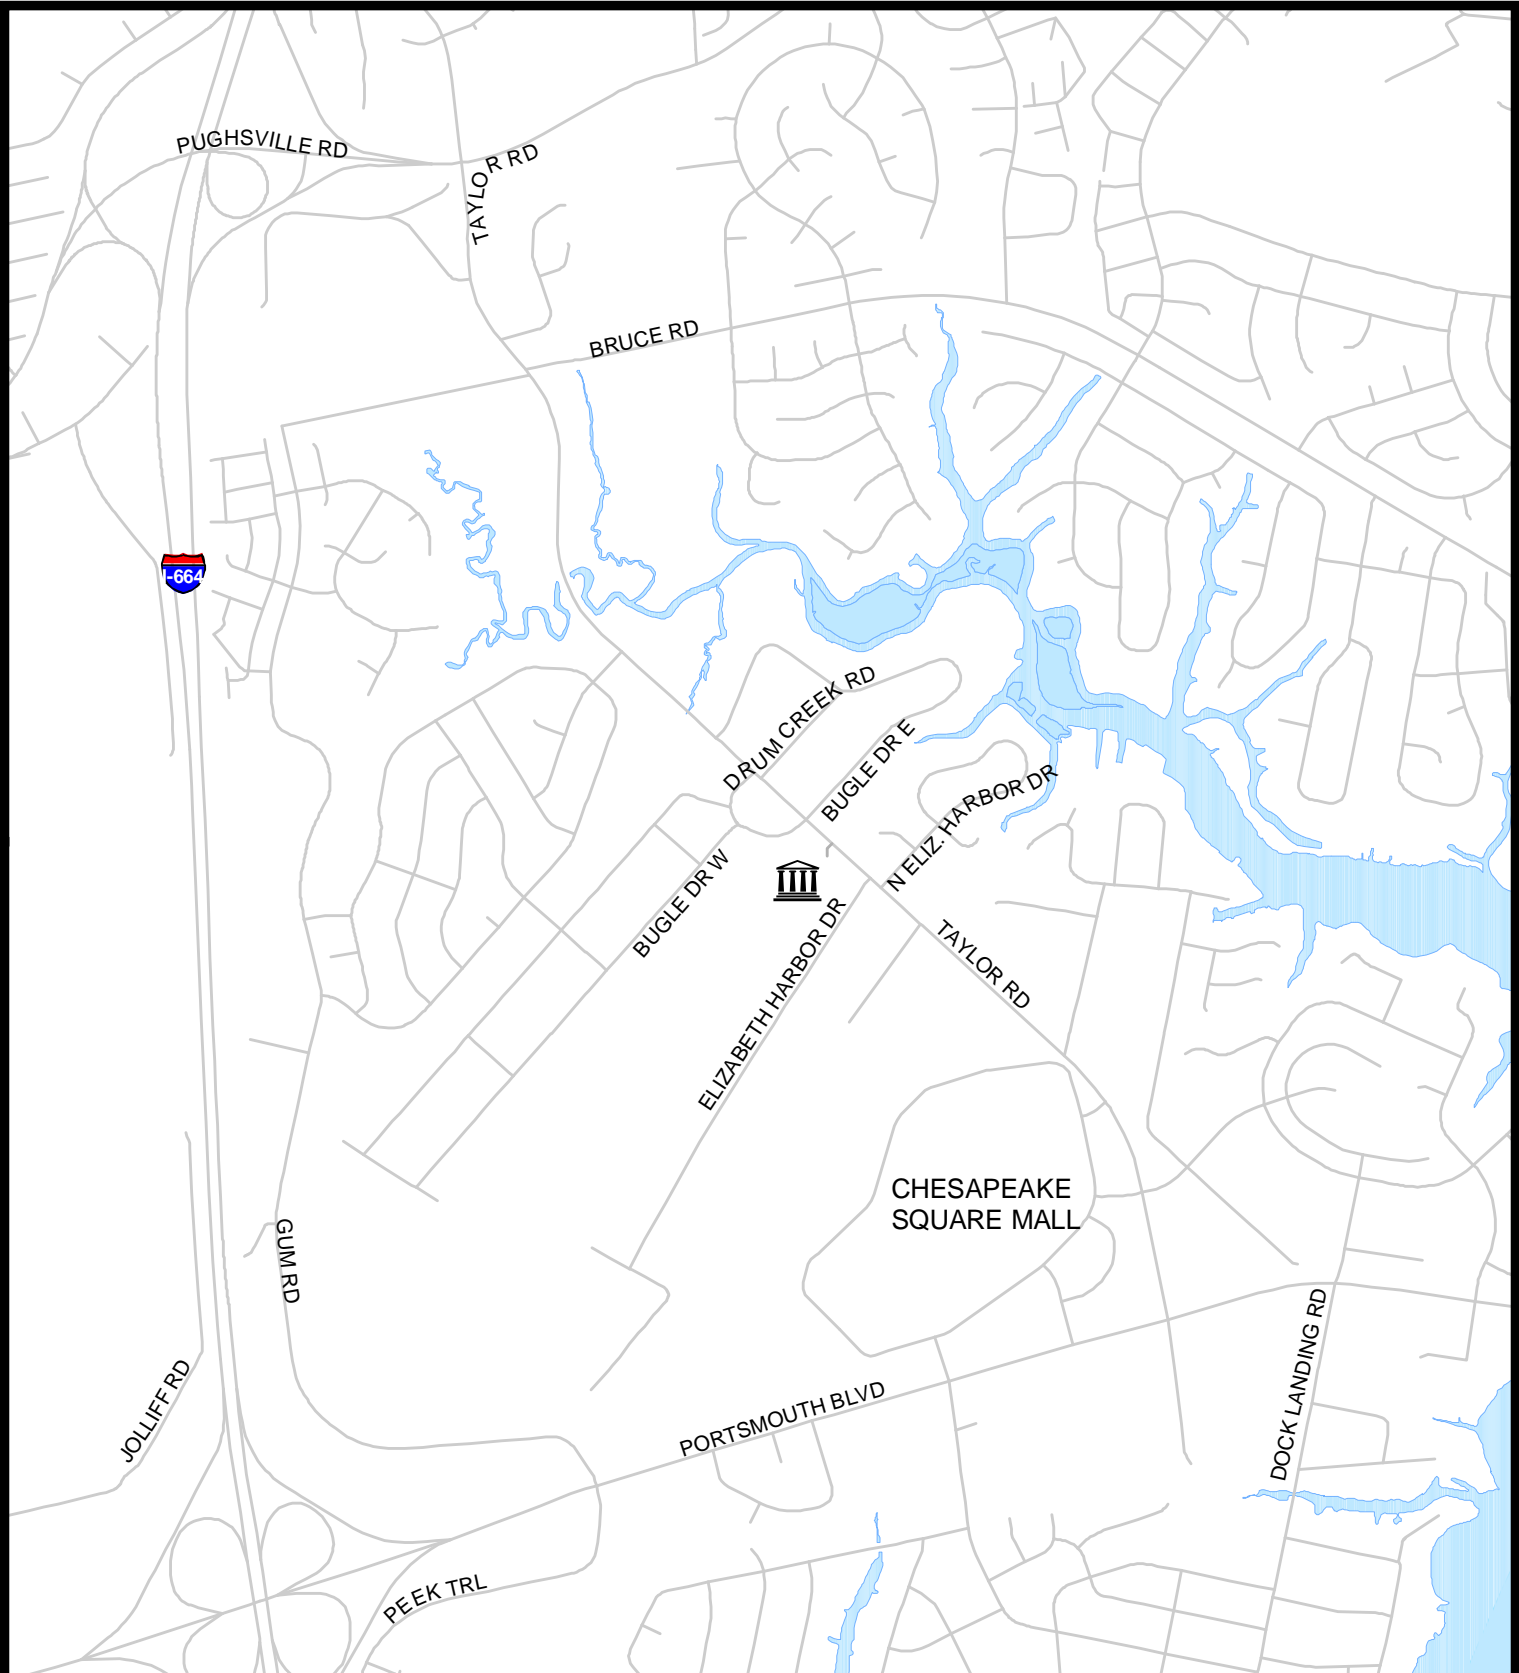 PUGHSVILLE RD
TAYLOR RD
BRUCE RD
I-664
DRUM CREEK RD
BUGLE DR E
N ELIZ. HARBOR DR
BUGLE DR W
ELIZABETH HARBOR DR
TAYLOR RD
CHESAPEAKE
SQUARE MALL
GUM RD
JOLLIFF RD
DOCK LANDING RD
PORTSMOUTH BLVD
PEEK TRL